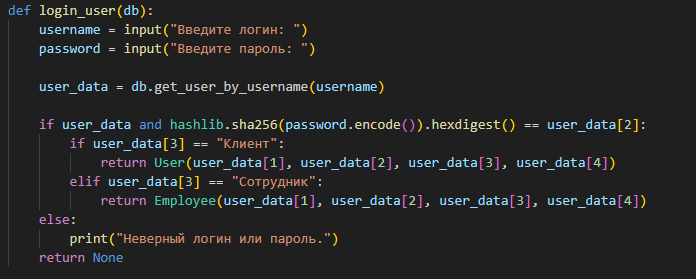 def login_user(db):
    username = input("Введите логин: ")
    password = input("Введите пароль: ")

    user_data = db.get_user_by_username(username)

    if user_data and hashlib.sha256(password.encode()).hexdigest() == user_data[2]:
        if user_data[3] == "Клиент":
            return User(user_data[1], user_data[2], user_data[3], user_data[4])
        elif user_data[3] == "Сотрудник":
            return Employee(user_data[1], user_data[2], user_data[3], user_data[4])
    else:
        print("Неверный логин или пароль.")
    return None